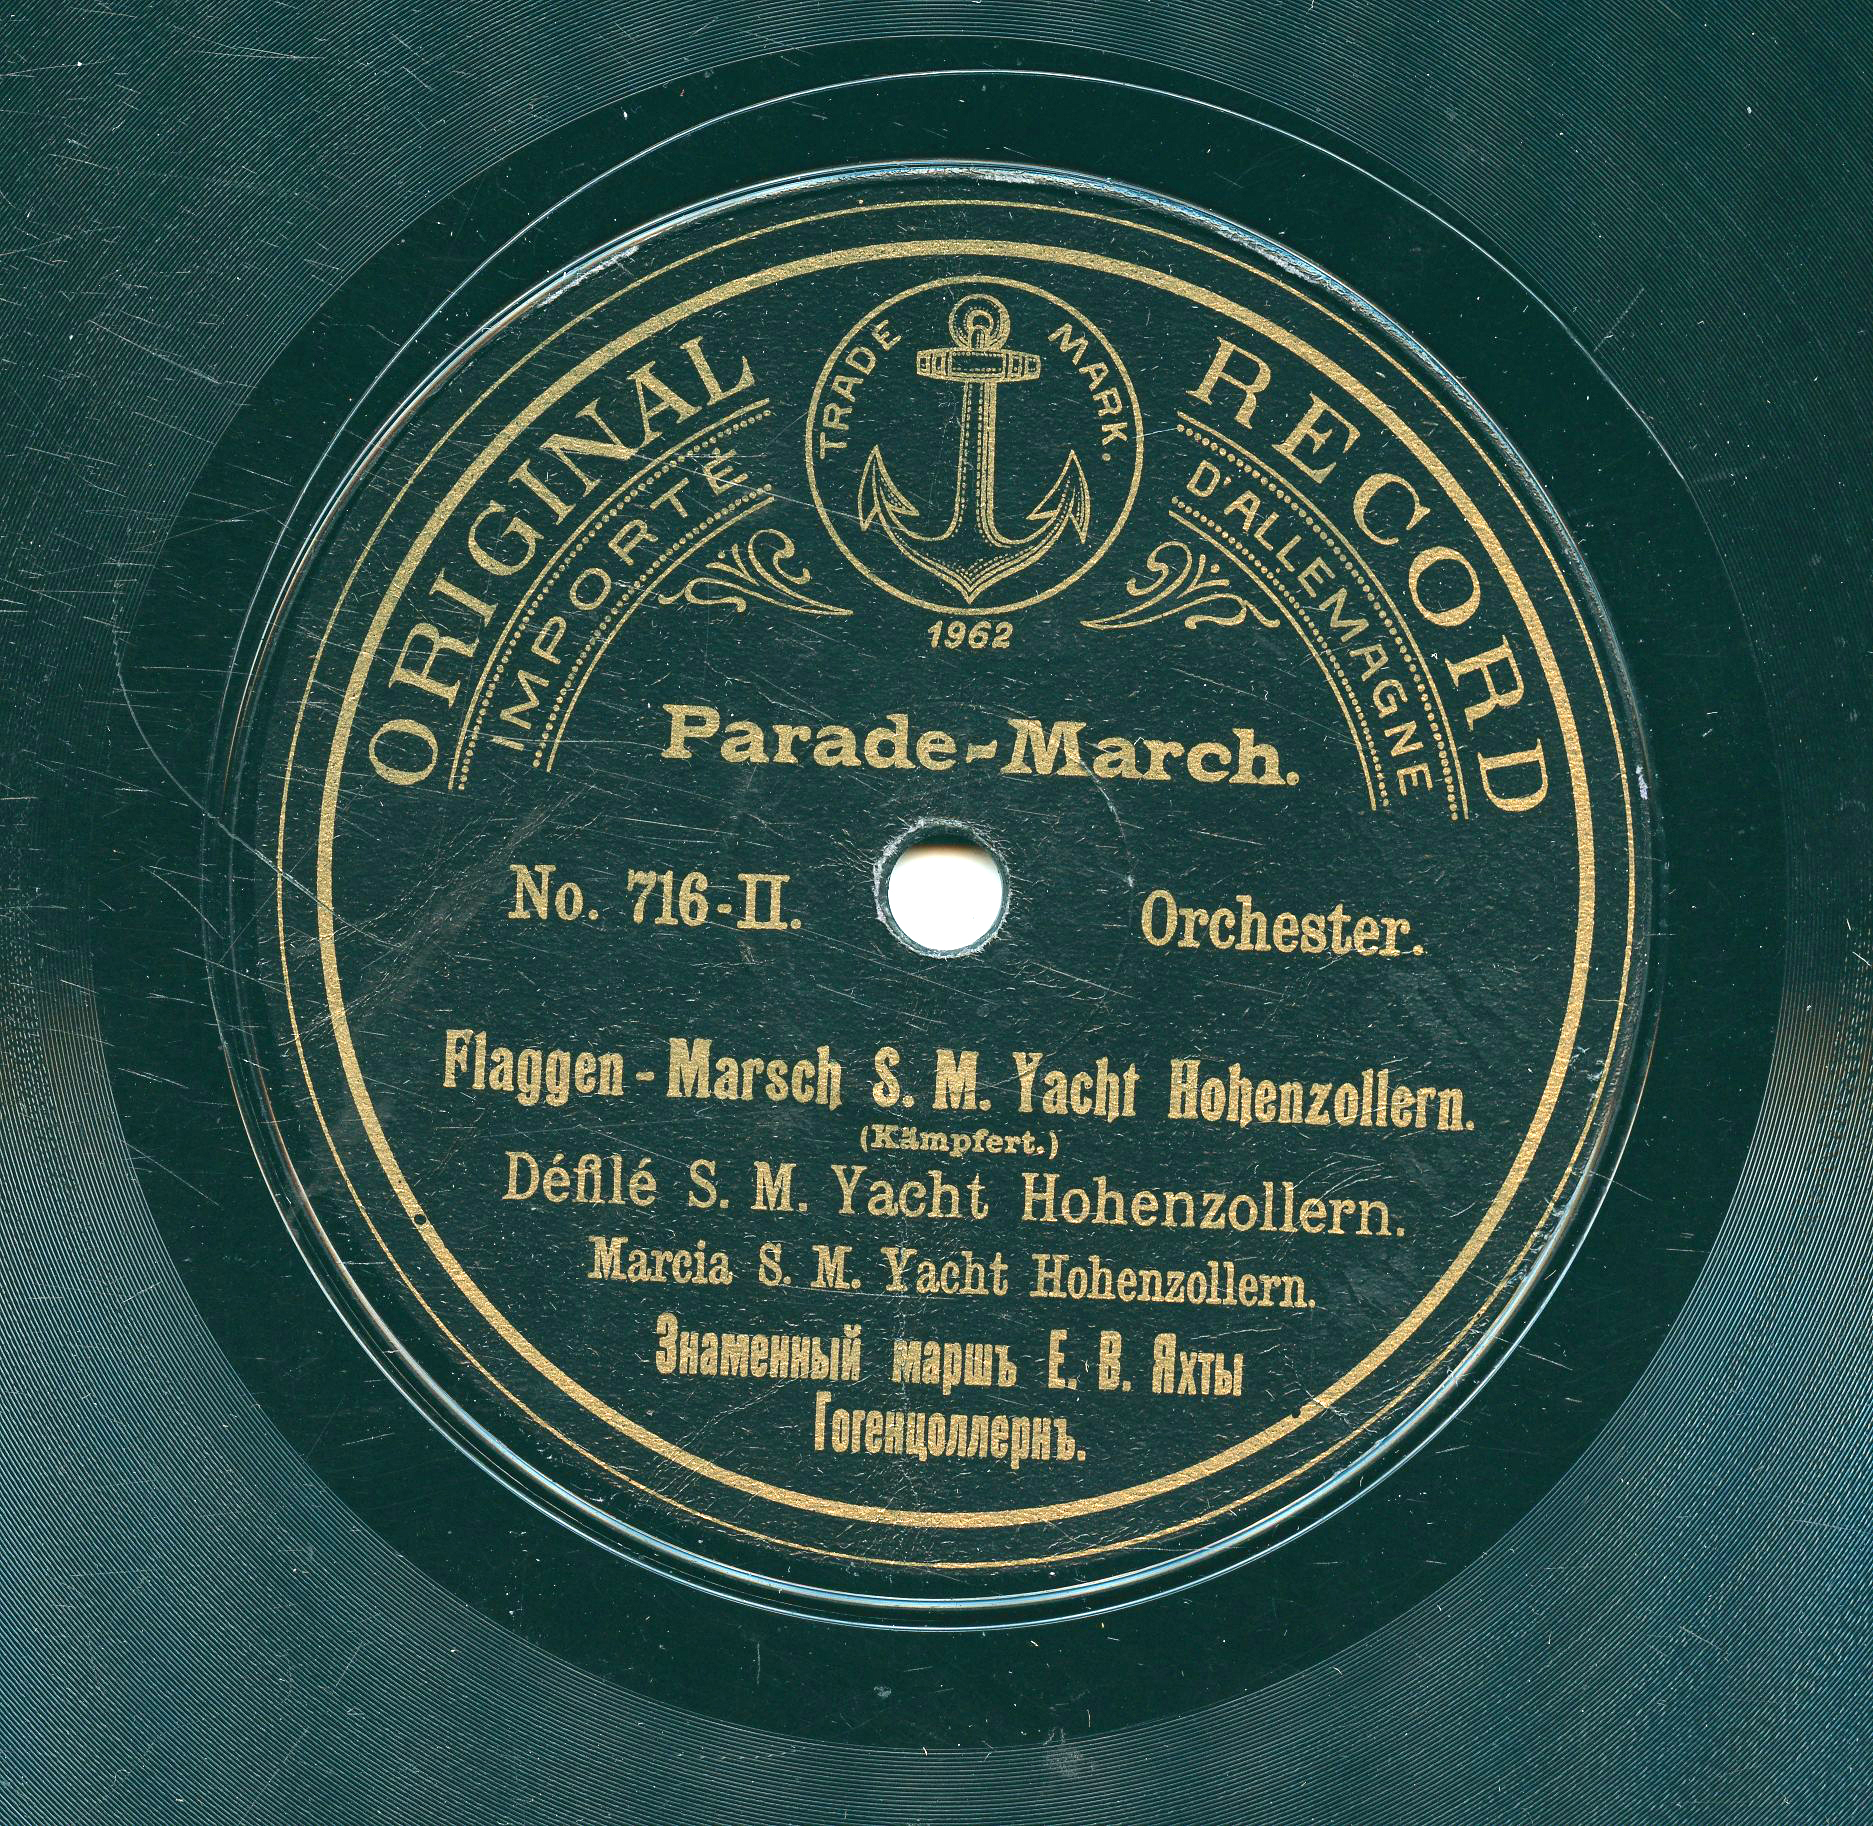 ORIGINAL RECORD
IMPORTÉ D'ALLEMAGNE
TRADE MARK.
1962
Parade-March.
No. 716-II. Orchester.
Flaggen-Marsch S. M. Yacht Hohenzollern.
(Kämpfert.)
Défilé S. M. Yacht Hohenzollern.
Marcia S. M. Yacht Hohenzollern.
Знаменный маршъ Е. В. Яхты
Гогенцоллернъ.